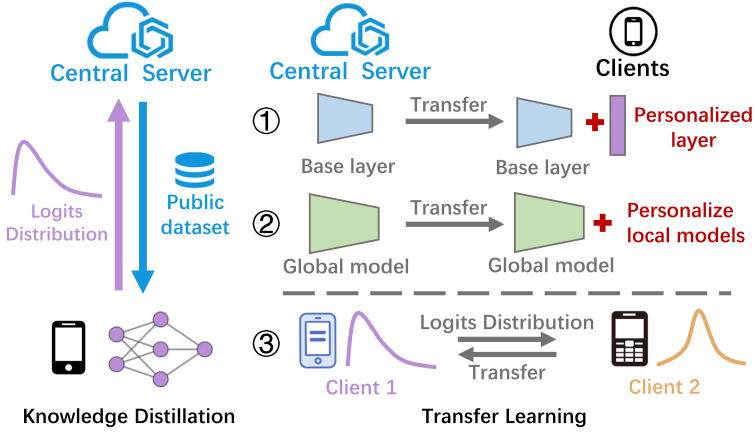 Central Server
Logits
Distribution
Public
dataset
Knowledge Distillation
Central Server
Clients
①
Transfer
Base layer
Base layer
Personalized
layer
②
Transfer
Global model
Global model
Personalize
local models
③
Client 1
Logits Distribution
Transfer
Client 2
Transfer Learning